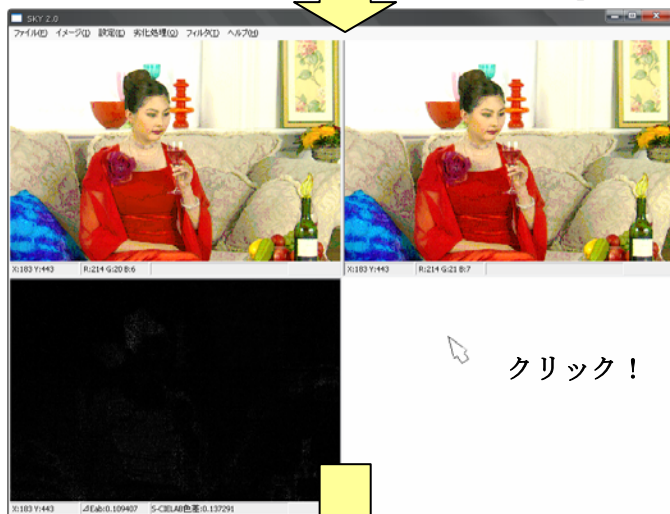 SKY 2.0
ファイル(F) イメージ(I) 設定(E) 劣化処理(Q) フィルタ(I) ヘルプ(H)
X:183 Y:443 R:214 G:20 B:6
X:183 Y:443 R:214 G:21 B:7
クリック！
X:183 Y:443 ⊿Eab:0.109407 S-CIELAB色差:0.137291